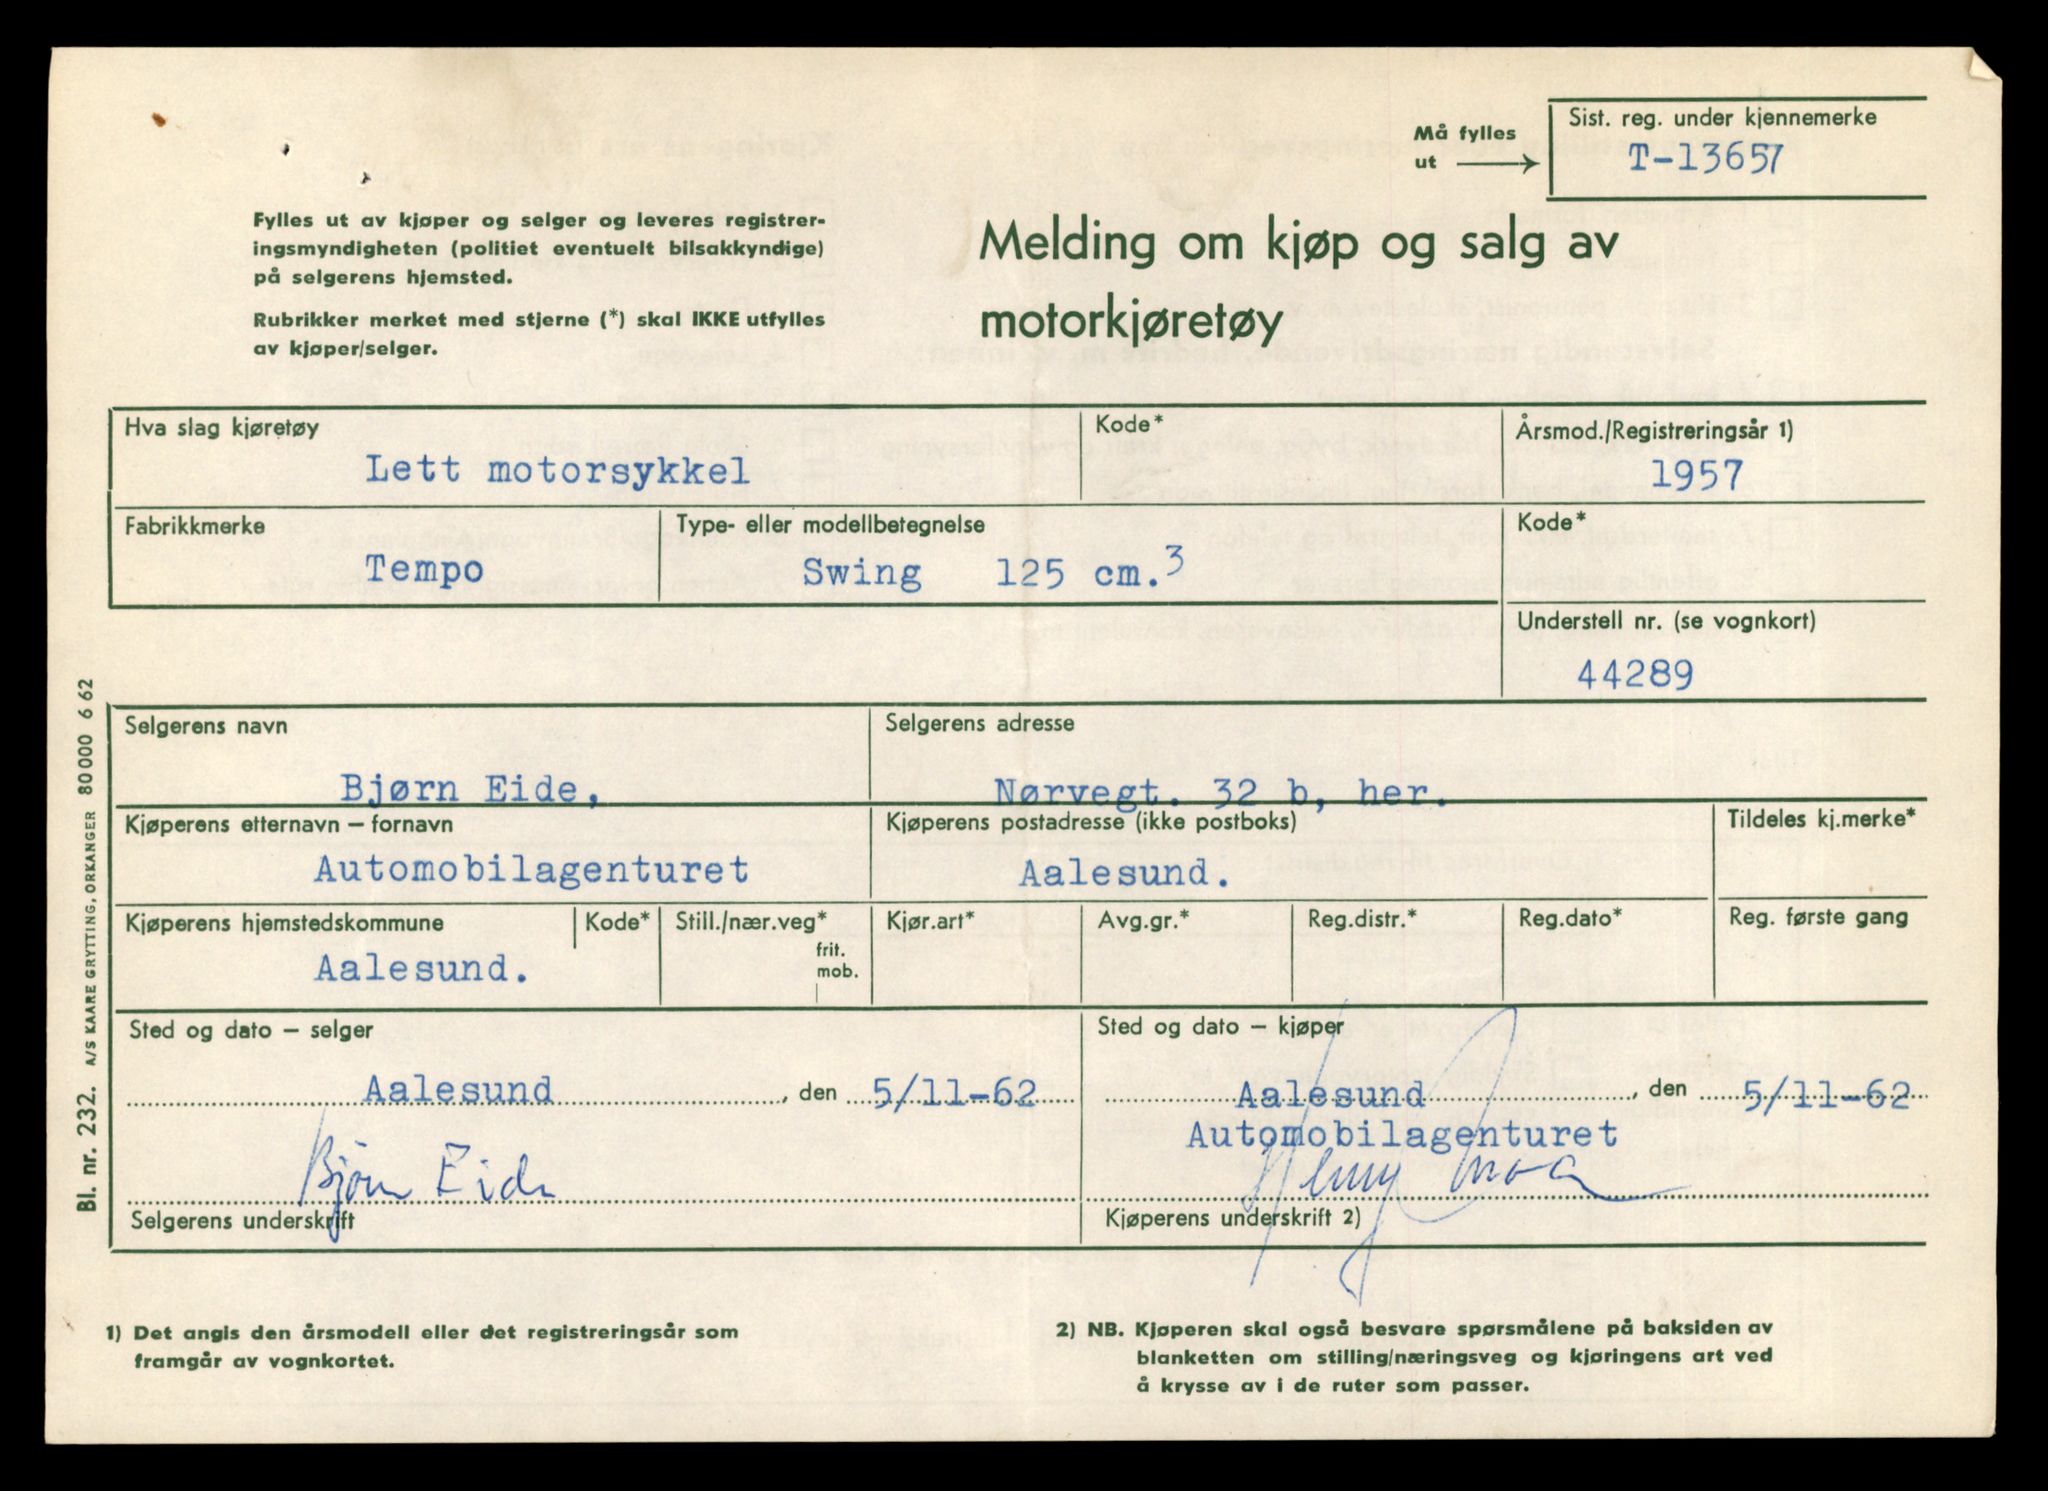 Må fylles
ut
Sist. reg. under kjennemerke
T-13657
Fylles ut av kjøper og selger og leveres registrer-
ingsmyndigheten (politiet eventuelt bilsakkyndige)
på selgerens hjemsted.
Rubrikker merket med stjerne (*) skal IKKE utfylles
av kjøper/selger.
Melding om kjøp og salg av
motorkjøretøy
Hva slag kjøretøy
Lett motorsykkel
Kode*
Årsmod./Registreringsår 1)
1957
Fabrikkmerke
Tempo
Type- eller modellbetegnelse
Swing 125 cm.3
Kode*
Understell nr. (se vognkort)
44289
Selgerens navn
Bjørn Eide,
Selgerens adresse
Nørvegt. 32 b, her.
Kjøperens etternavn — fornavn
Automobilagenturet
Kjøperens postadresse (ikke postboks)
Aalesund.
Tildeles kj.merke*
Kjøperens hjemstedskommune
Aalesund.
Kode*
Still./nær.veg*
frit.
mob.
Kjør.art*
Avg.gr.*
Reg.distr.*
Reg.dato*
Reg. første gang
Sted og dato — selger
Aalesund, den 5/11-62
Bjørn Eide
Selgerens underskrift
Sted og dato — kjøper
Aalesund, den 5/11-62
Automobilagenturet
Henry
Kjøperens underskrift 2)
Bl. nr. 232. A/S KAARE GRYTTING, ORKANGER 80000 6 62
1) Det angis den årsmodell eller det registreringsår som
framgår av vognkortet.
2) NB. Kjøperen skal også besvare spørsmålene på baksiden av
blanketten om stilling/næringsveg og kjøringens art ved
å krysse av i de ruter som passer.